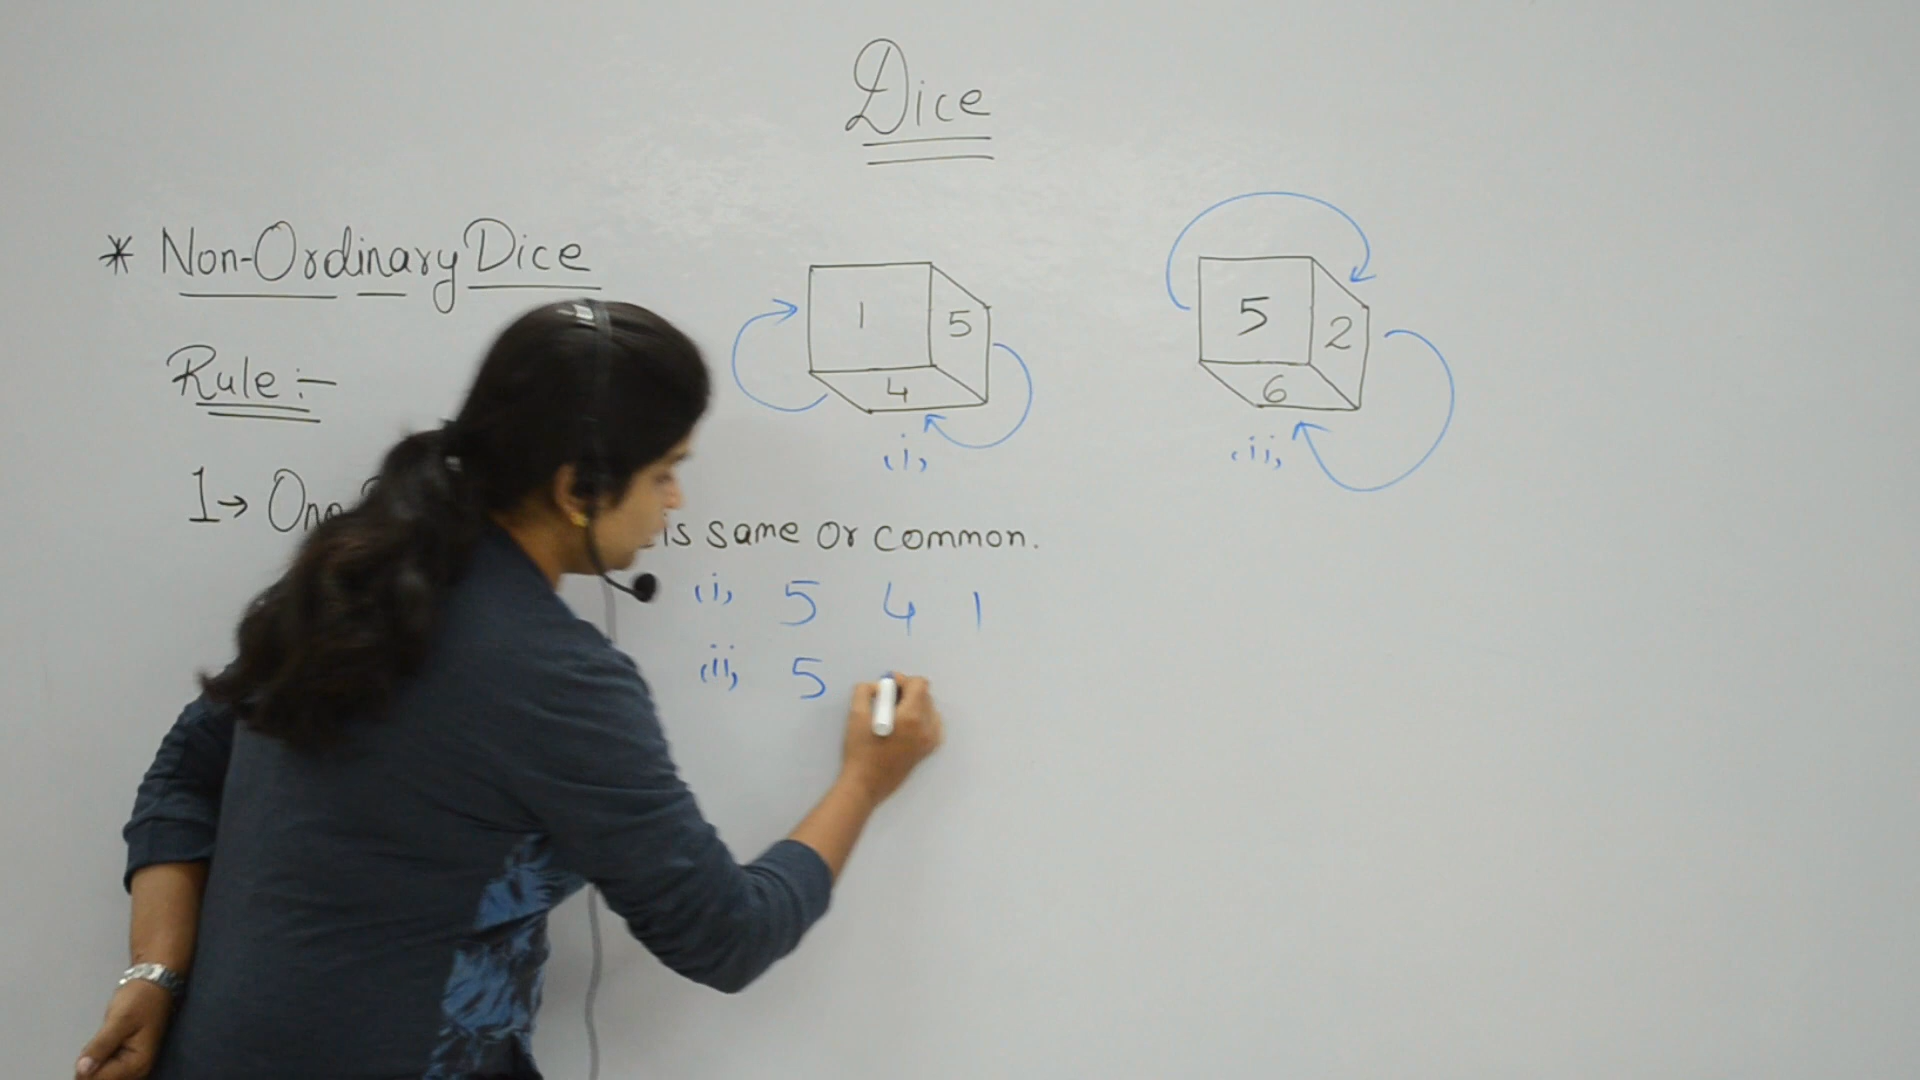 Dice
* Non-Ordinary Dice
Rule :-
1 5
4
5 2
6
(i)
(ii)
1→ One is same or common.
(i) 5 4 1
(ii) 5